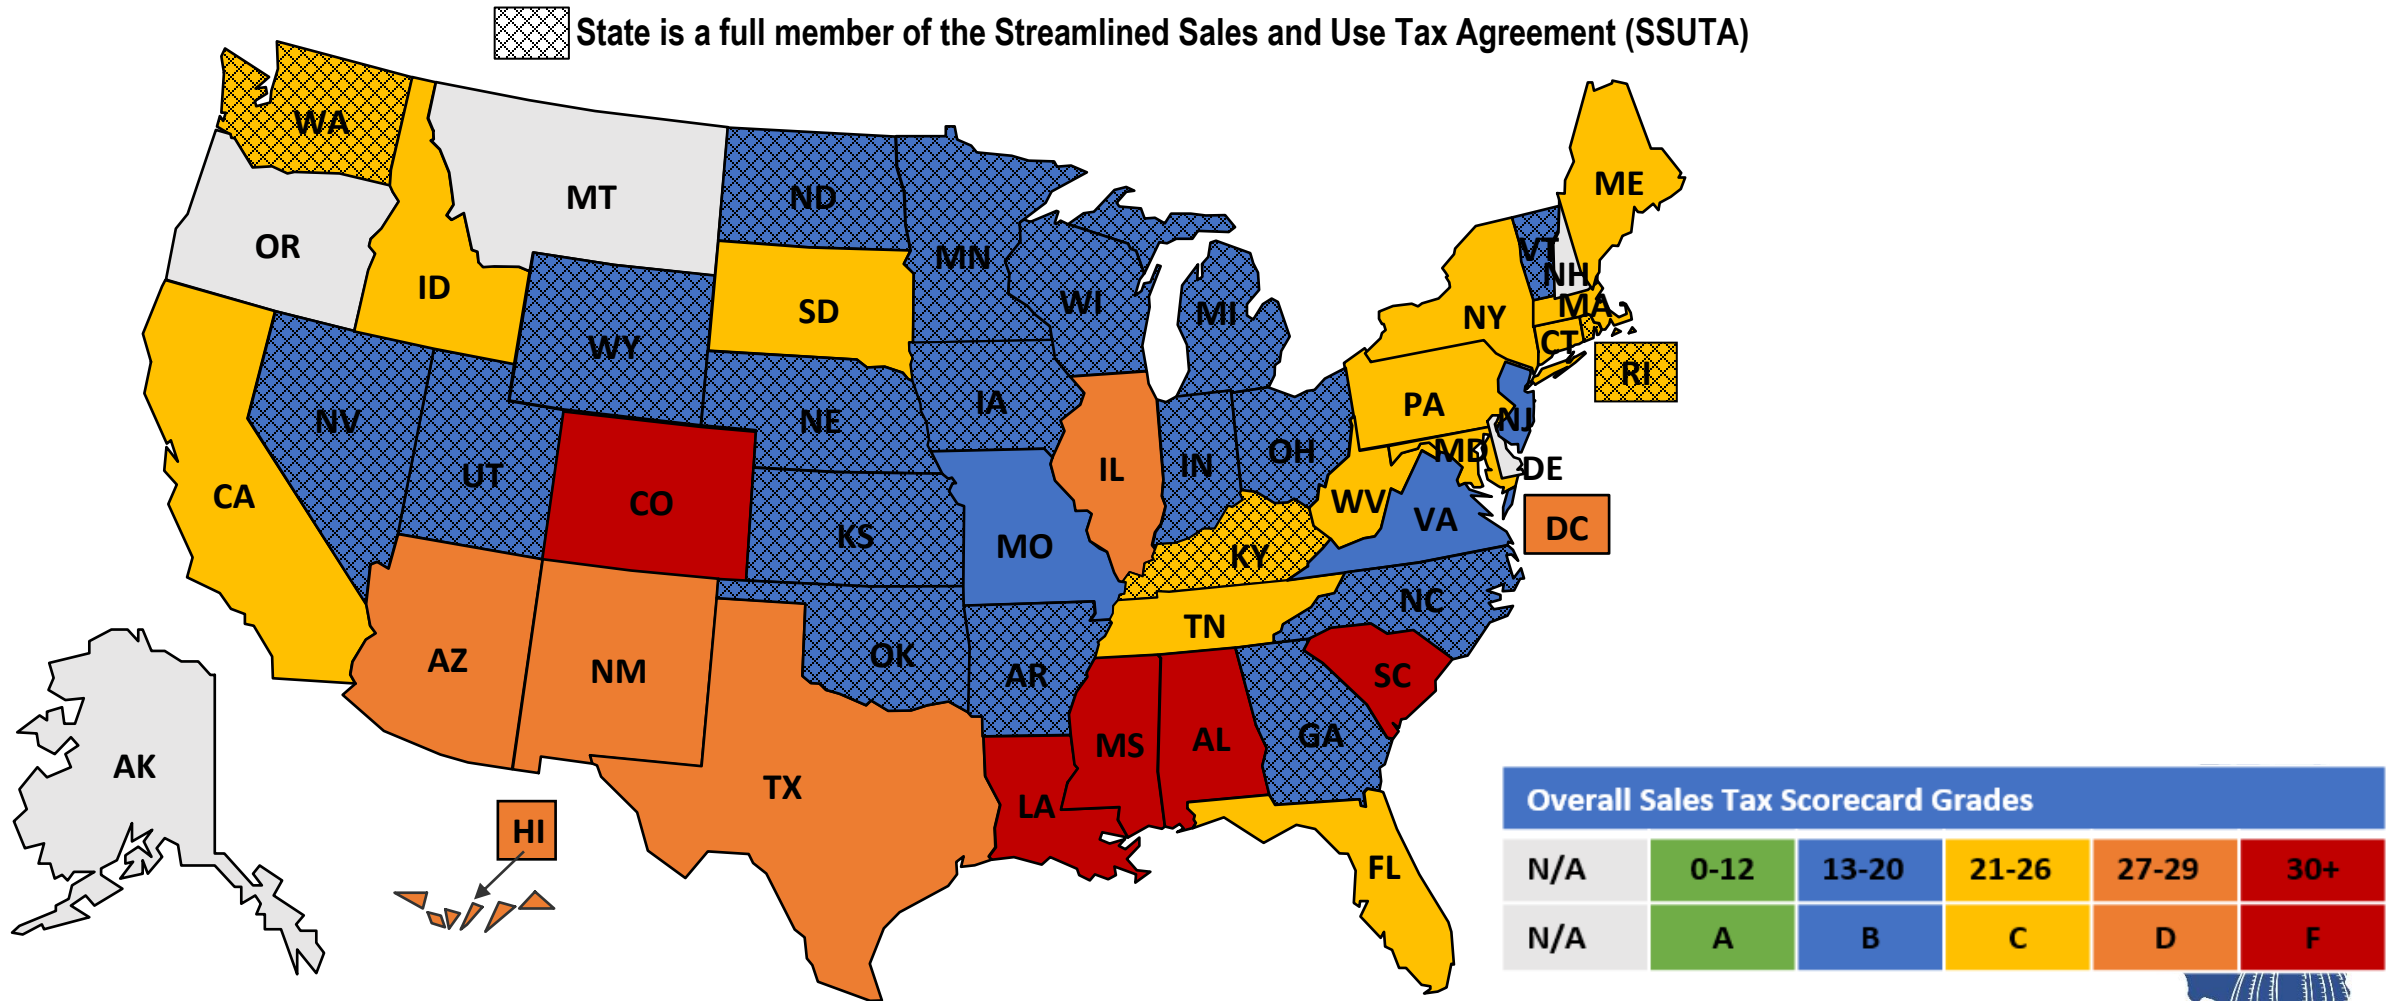 State is a full member of the Streamlined Sales and Use Tax Agreement (SSUTA)
WA
MT
ND
ME
OR
MN
VT
NH
ID
SD
WI
MI
NY
MA
WY
CT
RI
NV
NE
IA
PA
NJ
UT
CO
IL
IN
OH
MD
DE
CA
KS
MO
WV
VA
DC
KY
NC
AZ
NM
OK
AR
TN
SC
AK
TX
LA
MS
AL
GA
HI
FL
Overall Sales Tax Scorecard Grades
N/A 0-12 13-20 21-26 27-29 30+
N/A A B C D F